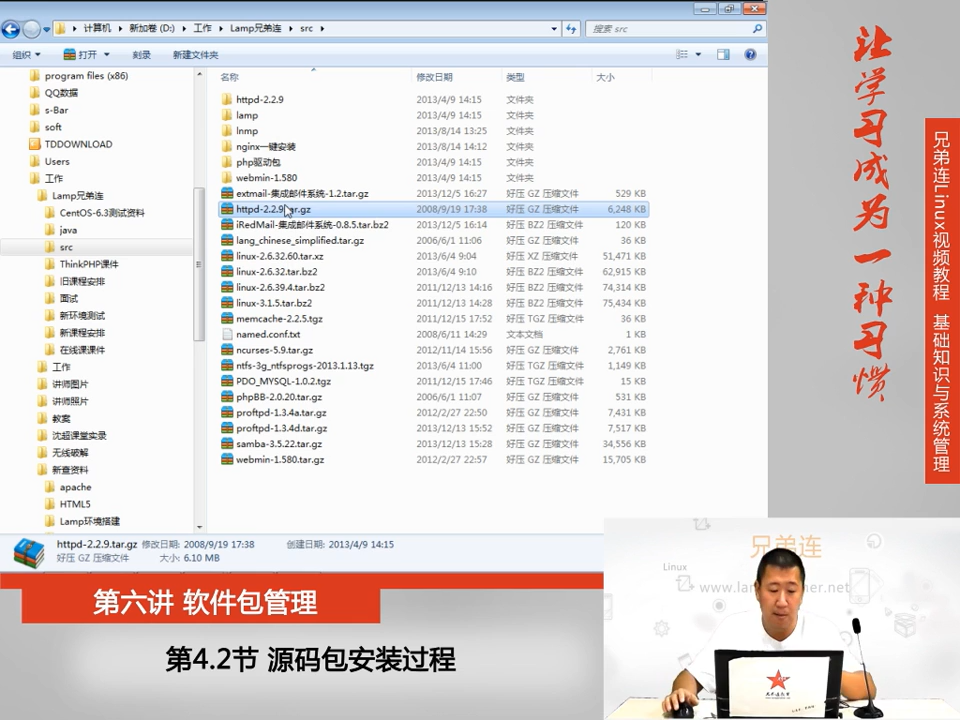 计算机 新加卷 (D:) 工作 Lamp兄弟连 src
搜索 src
组织 打开 刻录 新建文件夹
program files (x86)
QQ数据
s-Bar
soft
TDDOWNLOAD
Users
工作
Lamp兄弟连
CentOS-6.3测试资料
java
src
ThinkPHP课件
旧课程安排
面试
新环境测试
新课程安排
在线课课件
工作
讲师图片
讲师照片
教案
沈超课堂实录
无线破解
新查资料
apache
HTML5
Lamp环境搭建
名称 修改日期 类型 大小
httpd-2.2.9 2013/4/9 14:15 文件夹
lamp 2013/4/9 14:15 文件夹
lnmp 2013/8/14 13:25 文件夹
nginx一键安装 2013/8/14 14:12 文件夹
php驱动包 2013/4/9 14:15 文件夹
webmin-1.580 2013/4/9 14:15 文件夹
extmail-集成邮件系统-1.2.tar.gz 2013/12/5 16:27 好压 GZ 压缩文件 529 KB
httpd-2.2.9.tar.gz 2008/9/19 17:38 好压 GZ 压缩文件 6,248 KB
iRedMail-集成邮件系统-0.8.5.tar.bz2 2013/12/5 16:14 好压 BZ2 压缩文件 120 KB
lang_chinese_simplified.tar.gz 2006/6/1 11:06 好压 GZ 压缩文件 36 KB
linux-2.6.32.60.tar.xz 2013/6/4 9:04 好压 XZ 压缩文件 51,471 KB
linux-2.6.32.tar.bz2 2013/6/4 9:10 好压 BZ2 压缩文件 62,915 KB
linux-2.6.39.4.tar.bz2 2011/12/13 14:16 好压 BZ2 压缩文件 74,314 KB
linux-3.1.5.tar.bz2 2011/12/13 14:28 好压 BZ2 压缩文件 75,434 KB
memcache-2.2.5.tgz 2011/12/15 17:52 好压 TGZ 压缩文件 36 KB
named.conf.txt 2008/6/11 14:29 文本文档 1 KB
ncurses-5.9.tar.gz 2012/11/14 15:56 好压 GZ 压缩文件 2,761 KB
ntfs-3g_ntfsprogs-2013.1.13.tgz 2013/6/4 11:00 好压 TGZ 压缩文件 1,149 KB
PDO_MYSQL-1.0.2.tgz 2011/12/15 17:46 好压 TGZ 压缩文件 15 KB
phpBB-2.0.20.tar.gz 2006/6/1 11:07 好压 GZ 压缩文件 531 KB
proftpd-1.3.4a.tar.gz 2012/2/27 22:50 好压 GZ 压缩文件 7,431 KB
proftpd-1.3.4d.tar.gz 2013/12/13 15:52 好压 GZ 压缩文件 7,517 KB
samba-3.5.22.tar.gz 2013/12/13 15:28 好压 GZ 压缩文件 34,556 KB
webmin-1.580.tar.gz 2012/2/27 22:57 好压 GZ 压缩文件 15,705 KB
httpd-2.2.9.tar.gz 修改日期: 2008/9/19 17:38 创建日期: 2013/4/9 14:15
好压 GZ 压缩文件 大小: 6.10 MB
让学习成为一种习惯
兄弟连Linux视频教程 基础知识与系统管理
兄弟连
Linux
第六讲 软件包管理
第4.2节 源码包安装过程